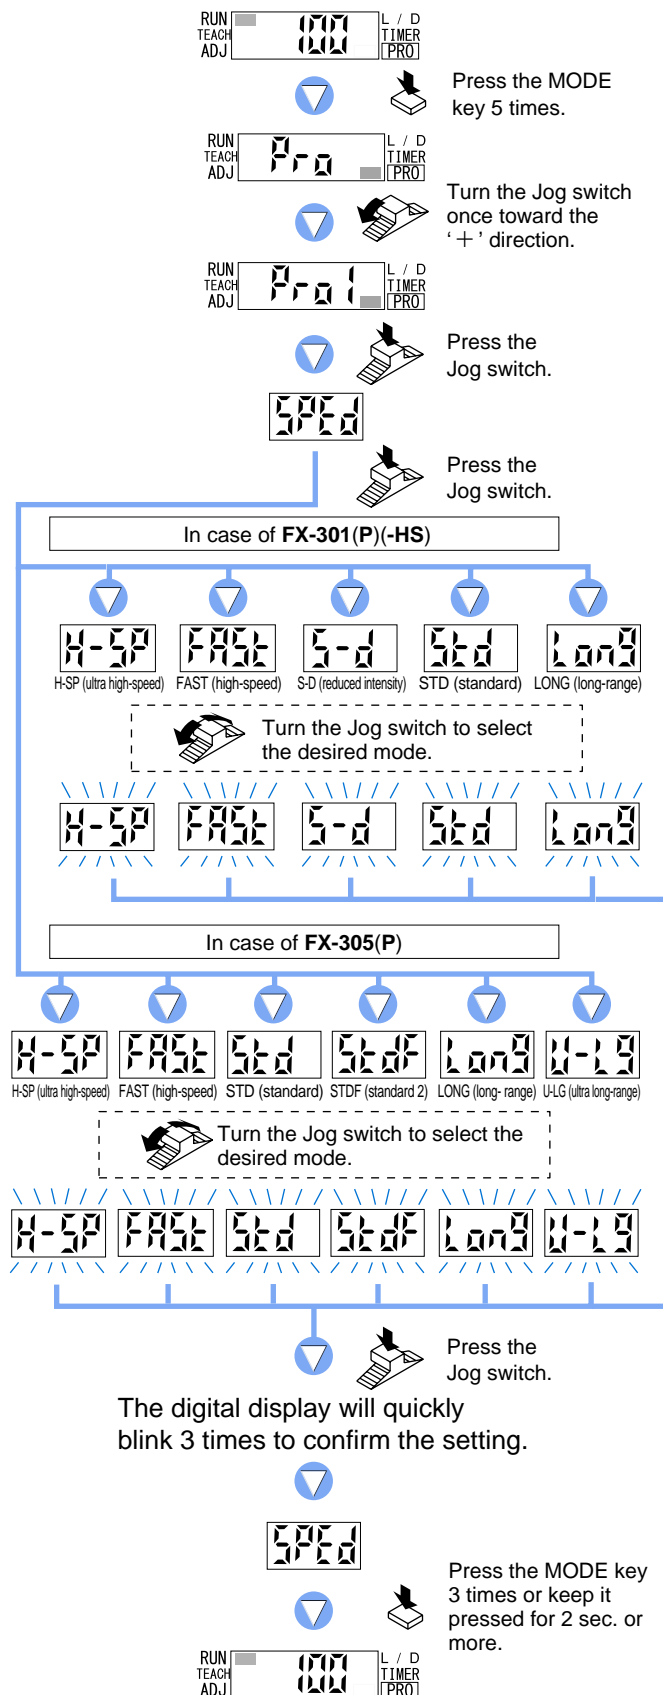 RUN 100 L / D
TEACH TIMER
ADJ PRO
Press the MODE
key 5 times.
RUN Pro L / D
TEACH TIMER
ADJ PRO
Turn the Jog switch
once toward the
‘＋’ direction.
RUN Pro1 L / D
TEACH TIMER
ADJ PRO
Press the
Jog switch.
SPEd
Press the
Jog switch.
In case of FX-301(P)(-HS)
H-SP FASt S-d Std Long
H-SP (ultra high-speed) FAST (high-speed) S-D (reduced intensity) STD (standard) LONG (long-range)
Turn the Jog switch to select
the desired mode.
H-SP FASt S-d Std Long
In case of FX-305(P)
H-SP FASt Std StdF Long U-Lg
H-SP (ultra high-speed) FAST (high-speed) STD (standard) STDF (standard 2) LONG (long- range) U-LG (ultra long-range)
Turn the Jog switch to select the
desired mode.
H-SP FASt Std StdF Long U-Lg
Press the
Jog switch.
The digital display will quickly
blink 3 times to confirm the setting.
SPEd
Press the MODE key
3 times or keep it
pressed for 2 sec. or
more.
RUN 100 L / D
TEACH TIMER
ADJ PRO